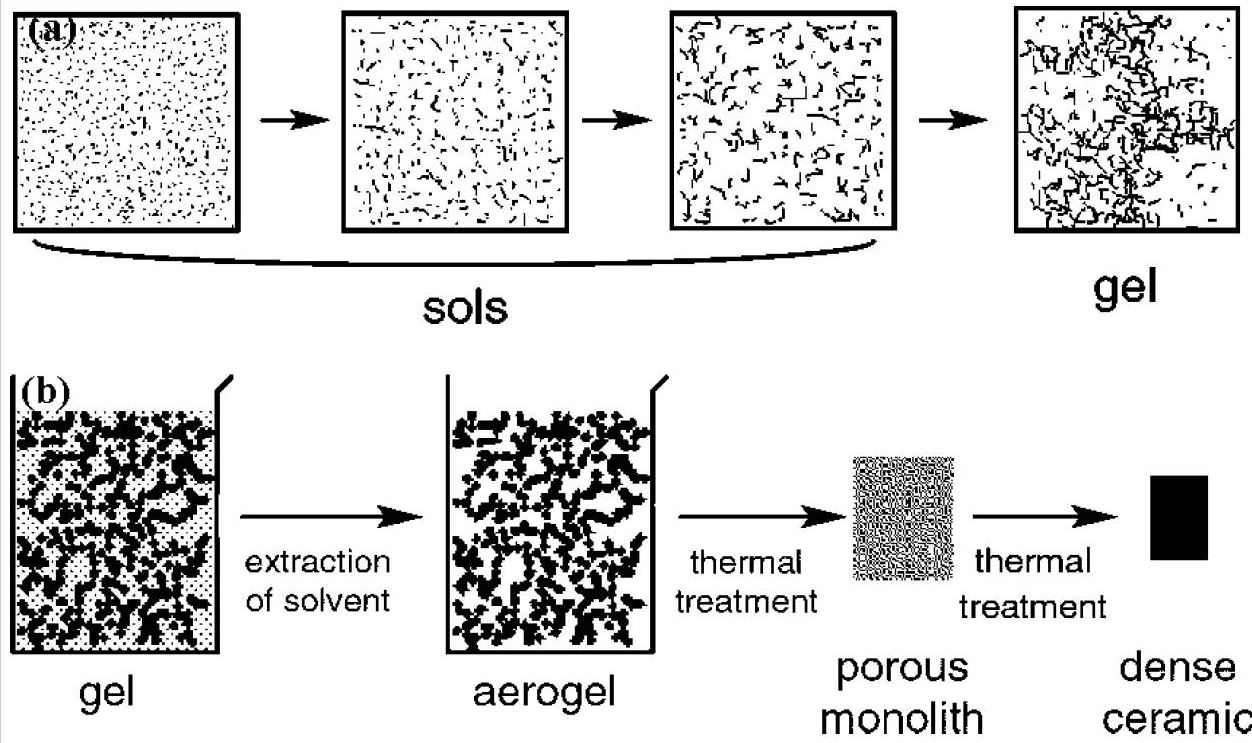 (a)
sols
gel
(b)
extraction
of solvent
thermal
treatment
thermal
treatment
gel
aerogel
porous
monolith
dense
ceramic